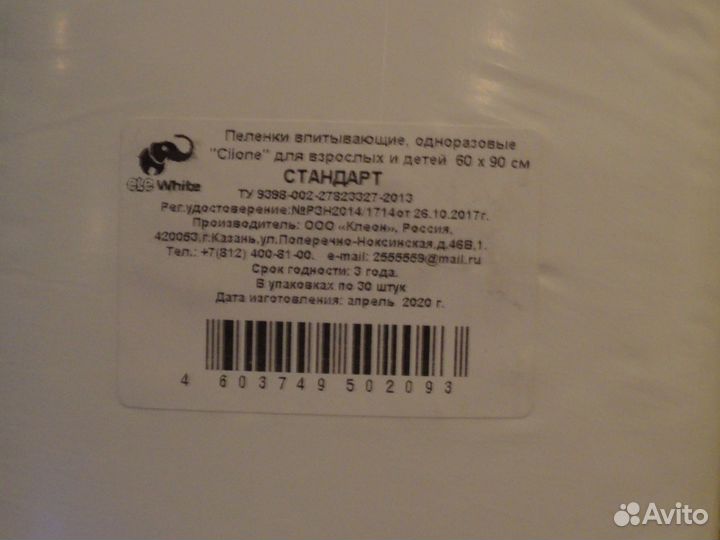 Пеленки впитывающие, одноразовые
"Clione" для взрослых и детей 60 x 90 см
СТАНДАРТ
ele White
ТУ 9398-002-27823327-2013
Рег.удостоверение:№РЗН2014/1714от 26.10.2017г.
Производитель: ООО «Клеон», Россия,
420053,г.Казань,ул.Поперечно-Ноксинская,д.46В,1.
Тел.: +7(812) 400-81-00. e-mail: 2555559@mail.ru
Срок годности: 3 года.
В упаковках по 30 штук
Дата изготовления: апрель 2020 г.
4 603749 502093
Avito